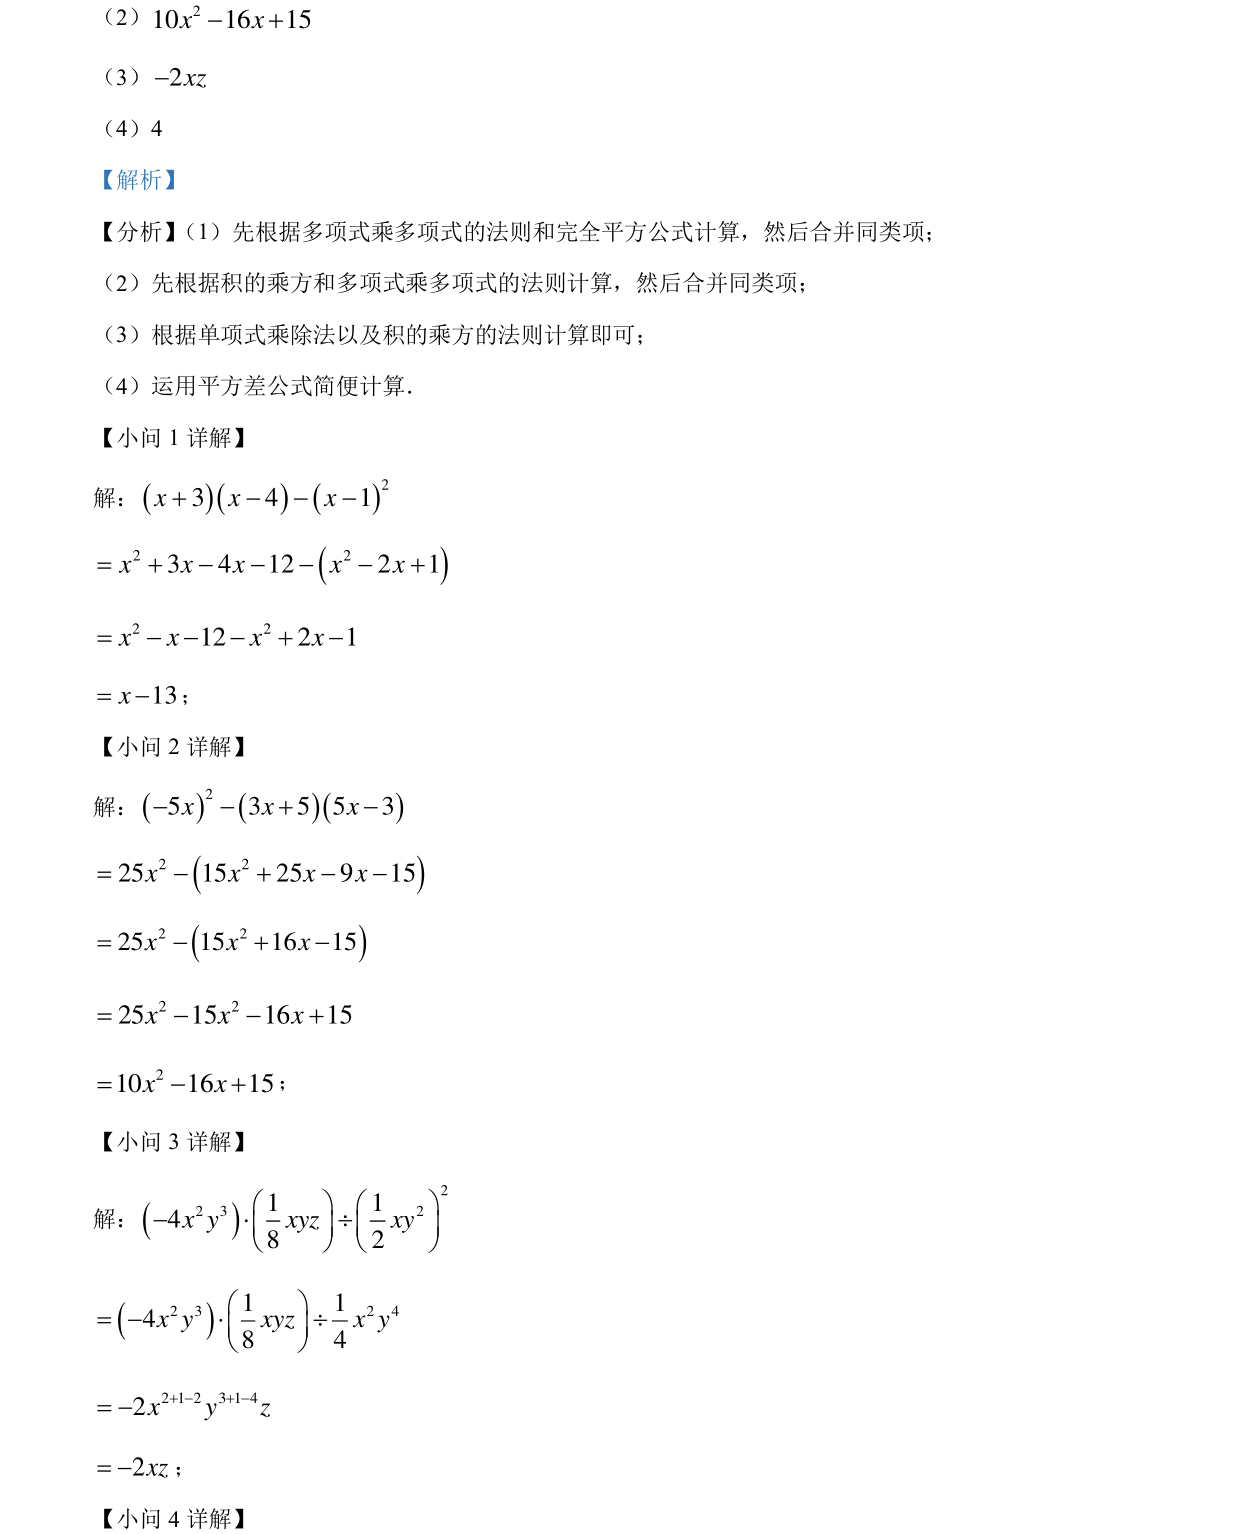 （2）10x² −16x+15
（3）−2xz
（4）4
【解析】
【分析】（1）先根据多项式乘多项式的法则和完全平方公式计算，然后合并同类项；
（2）先根据积的乘方和多项式乘多项式的法则计算，然后合并同类项；
（3）根据单项式乘除法以及积的乘方的法则计算即可；
（4）运用平方差公式简便计算．
【小问 1 详解】
解：(x+3)(x−4)−(x−1)²
= x² +3x−4x−12−(x² −2x+1)
= x² −x−12−x² +2x−1
= x−13；
【小问 2 详解】
解：(−5x)² −(3x+5)(5x−3)
= 25x² −(15x² +25x−9x−15)
= 25x² −(15x² +16x−15)
= 25x² −15x² −16x+15
=10x² −16x+15；
【小问 3 详解】
解：(−4x²y³)·(1/8 xyz)÷(1/2 xy²)²
=(−4x²y³)·(1/8 xyz)÷1/4 x²y⁴
=−2x²⁺¹⁻²y³⁺¹⁻⁴z
=−2xz；
【小问 4 详解】